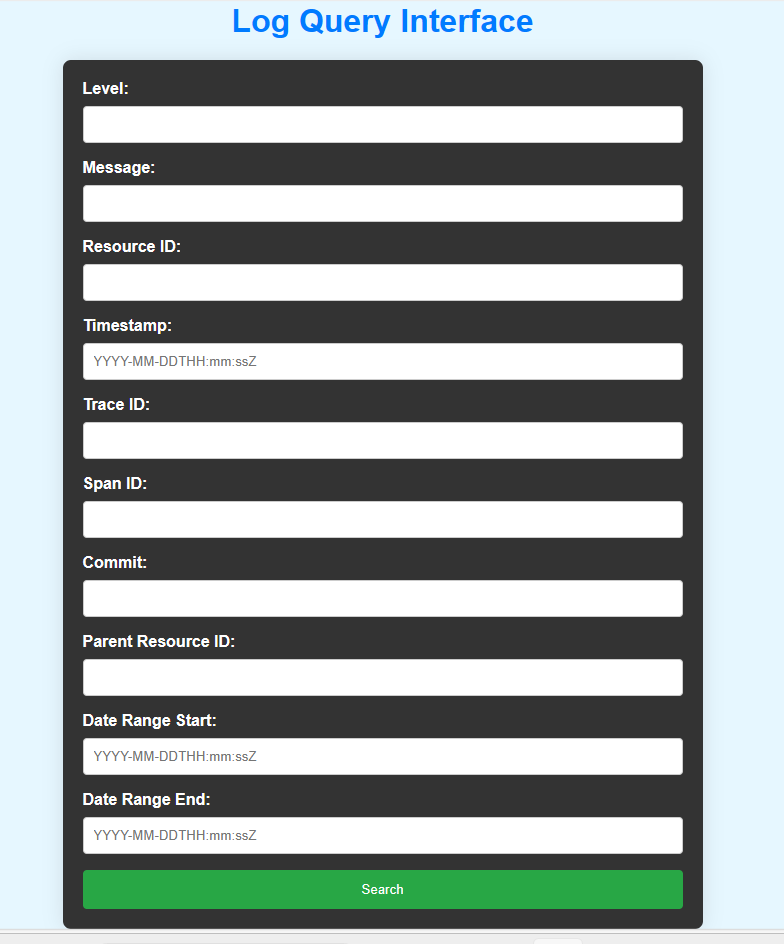 Log Query Interface
Level:
Message:
Resource ID:
Timestamp:
YYYY-MM-DDTHH:mm:ssZ
Trace ID:
Span ID:
Commit:
Parent Resource ID:
Date Range Start:
YYYY-MM-DDTHH:mm:ssZ
Date Range End:
YYYY-MM-DDTHH:mm:ssZ
Search